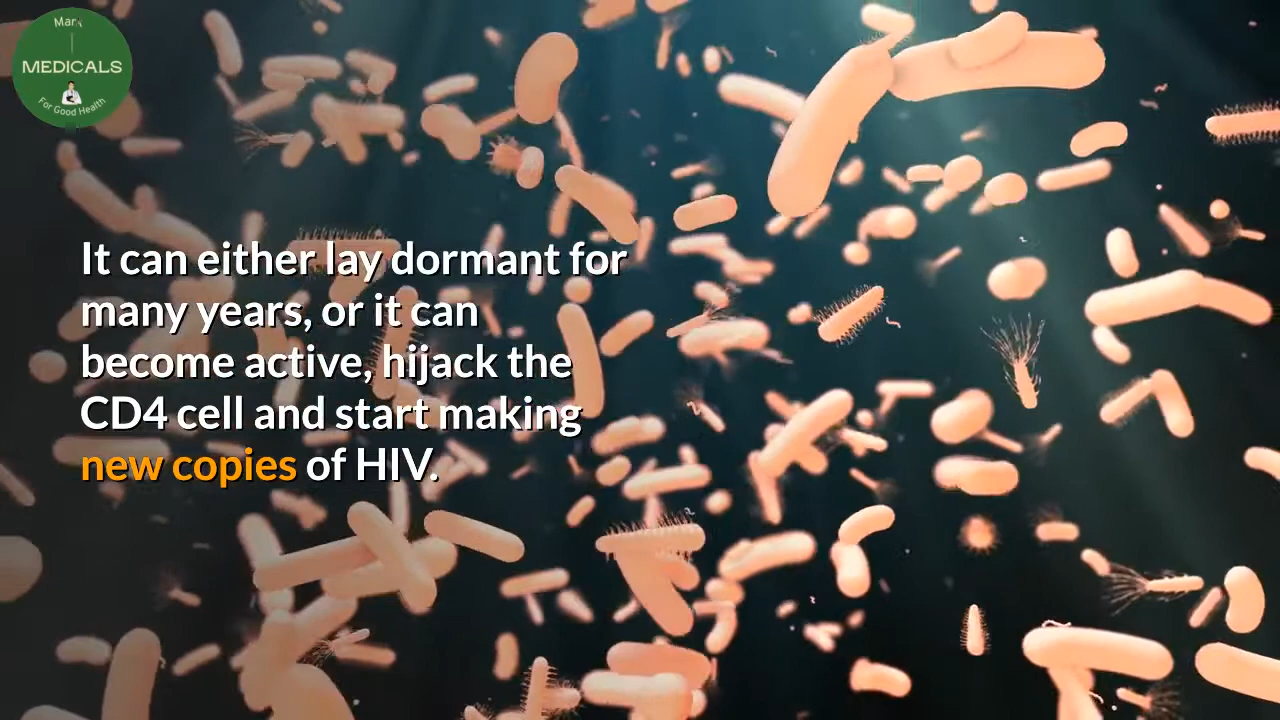 Mark
MEDICALS
For Good Health
It can either lay dormant for
many years, or it can
become active, hijack the
CD4 cell and start making
new copies of HIV.